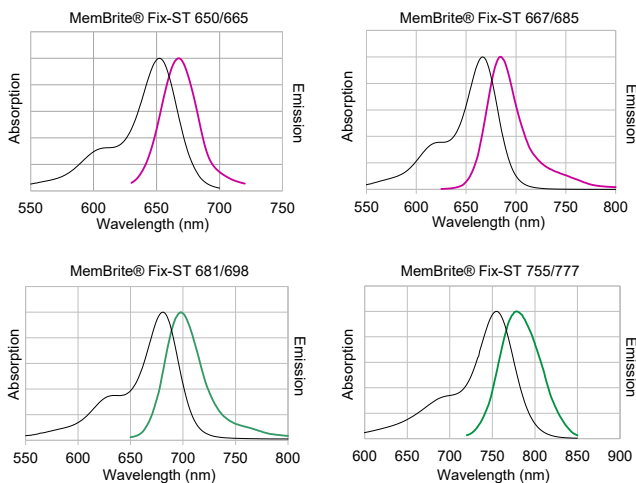 MemBrite® Fix-ST 650/665
Absorption
Emission
550 600 650 700 750
Wavelength (nm)
MemBrite® Fix-ST 667/685
Absorption
Emission
550 600 650 700 750 800
Wavelength (nm)
MemBrite® Fix-ST 681/698
Absorption
Emission
550 600 650 700 750 800
Wavelength (nm)
MemBrite® Fix-ST 755/777
Absorption
Emission
600 650 700 750 800 850 900
Wavelength (nm)